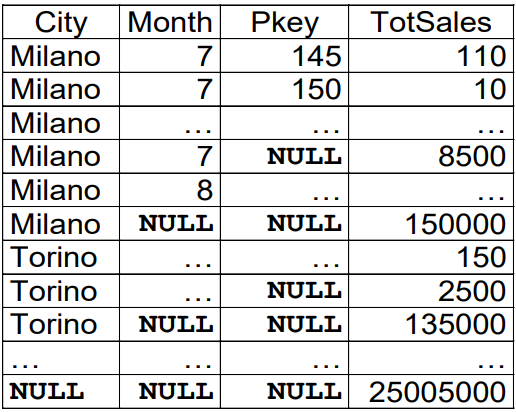 City Month Pkey TotSales
Milano 7 145 110
Milano 7 150 10
Milano … … …
Milano 7 NULL 8500
Milano 8 … …
Milano NULL NULL 150000
Torino … … 150
Torino … NULL 2500
Torino NULL NULL 135000
… … … …
NULL NULL NULL 25005000